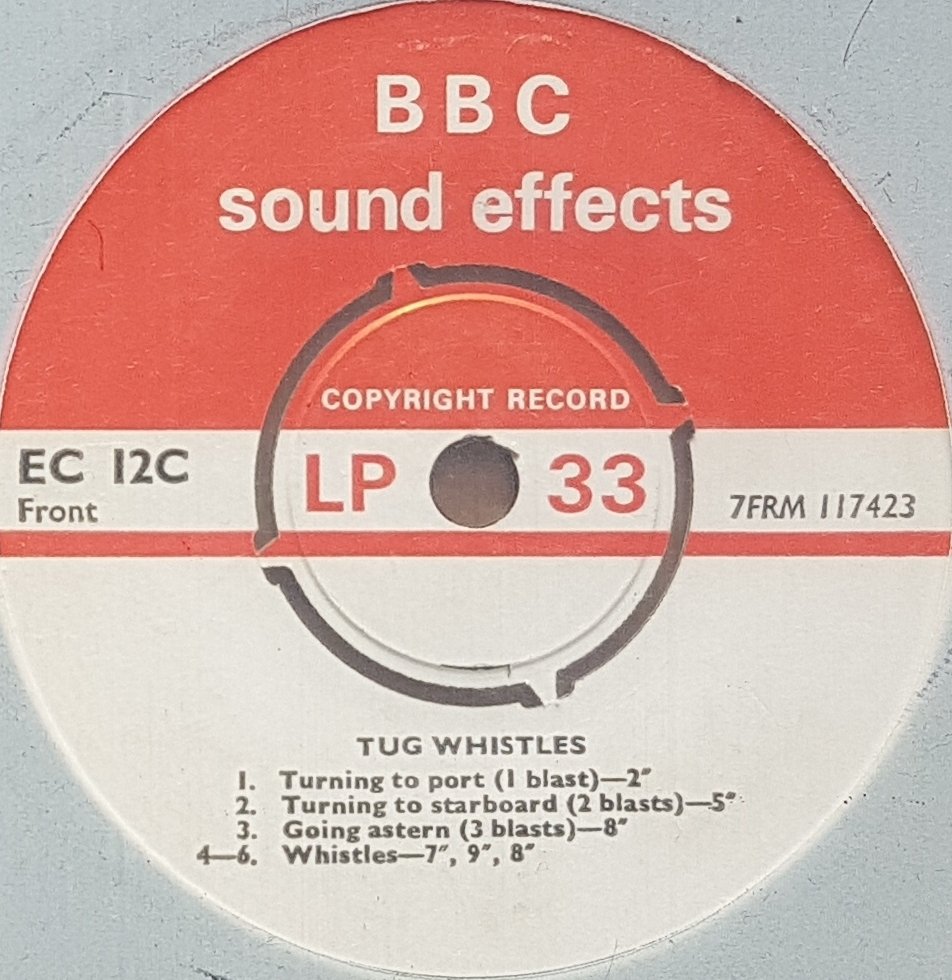 BBC
sound effects
COPYRIGHT RECORD
EC 12C
LP 33
Front
7FRM 117423
TUG WHISTLES
1. Turning to port (1 blast)—2″
2. Turning to starboard (2 blasts)—5″
3. Going astern (3 blasts)—8″
4—6. Whistles—7″, 9″, 8″